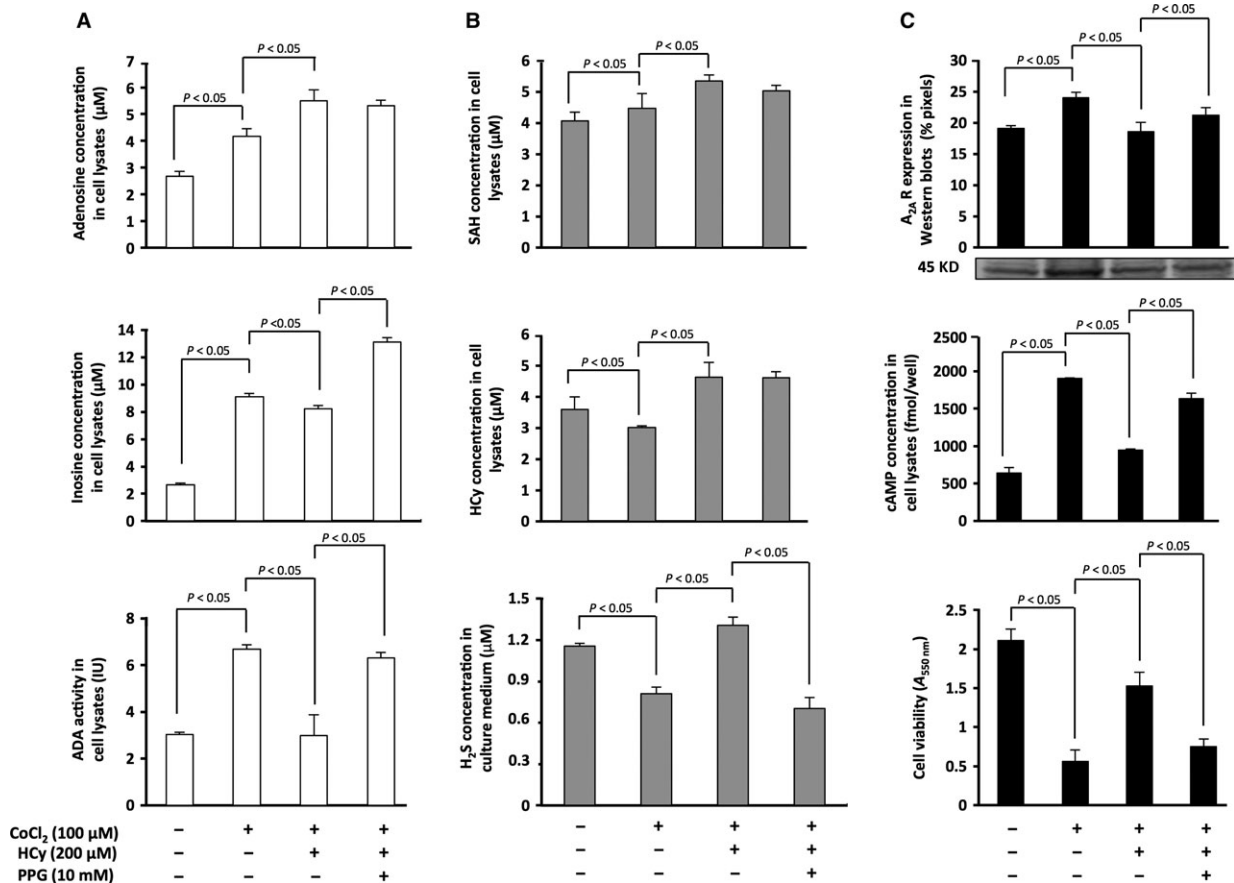 A
B
C
Adenosine concentration
in cell lysates (µM)
7
6
5
4
3
2
1
0
P < 0.05
P < 0.05
SAH concentration in cell
lysates (µM)
6
5
4
3
2
1
0
P < 0.05
P < 0.05
A2A R expression in
Western blots (% pixels)
30
25
20
15
10
5
0
P < 0.05
P < 0.05
P < 0.05
45 KD
Inosine concentration
in cell lysates (µM)
14
12
10
8
6
4
2
0
P < 0.05
P <0.05
P < 0.05
HCy concentration in cell
lysates (µM)
6
5
4
3
2
1
0
P < 0.05
P < 0.05
cAMP concentration in
cell lysates (fmol/well)
2500
2000
1500
1000
500
0
P < 0.05
P < 0.05
P < 0.05
ADA activity in
cell lysates (IU)
8
6
4
2
0
P < 0.05
P < 0.05
P < 0.05
H2S concentration in
culture medium (µM)
1.5
1.2
0.9
0.6
0.3
0
P < 0.05
P < 0.05
P < 0.05
Cell viability (A550 nm)
2.5
2
1.5
1
0.5
0
P < 0.05
P < 0.05
P < 0.05
CoCl2 (100 µM) – + + + – + + + – + + +
HCy (200 µM) – – + + – – + + – – + +
PPG (10 mM) – – – + – – – + – – – +